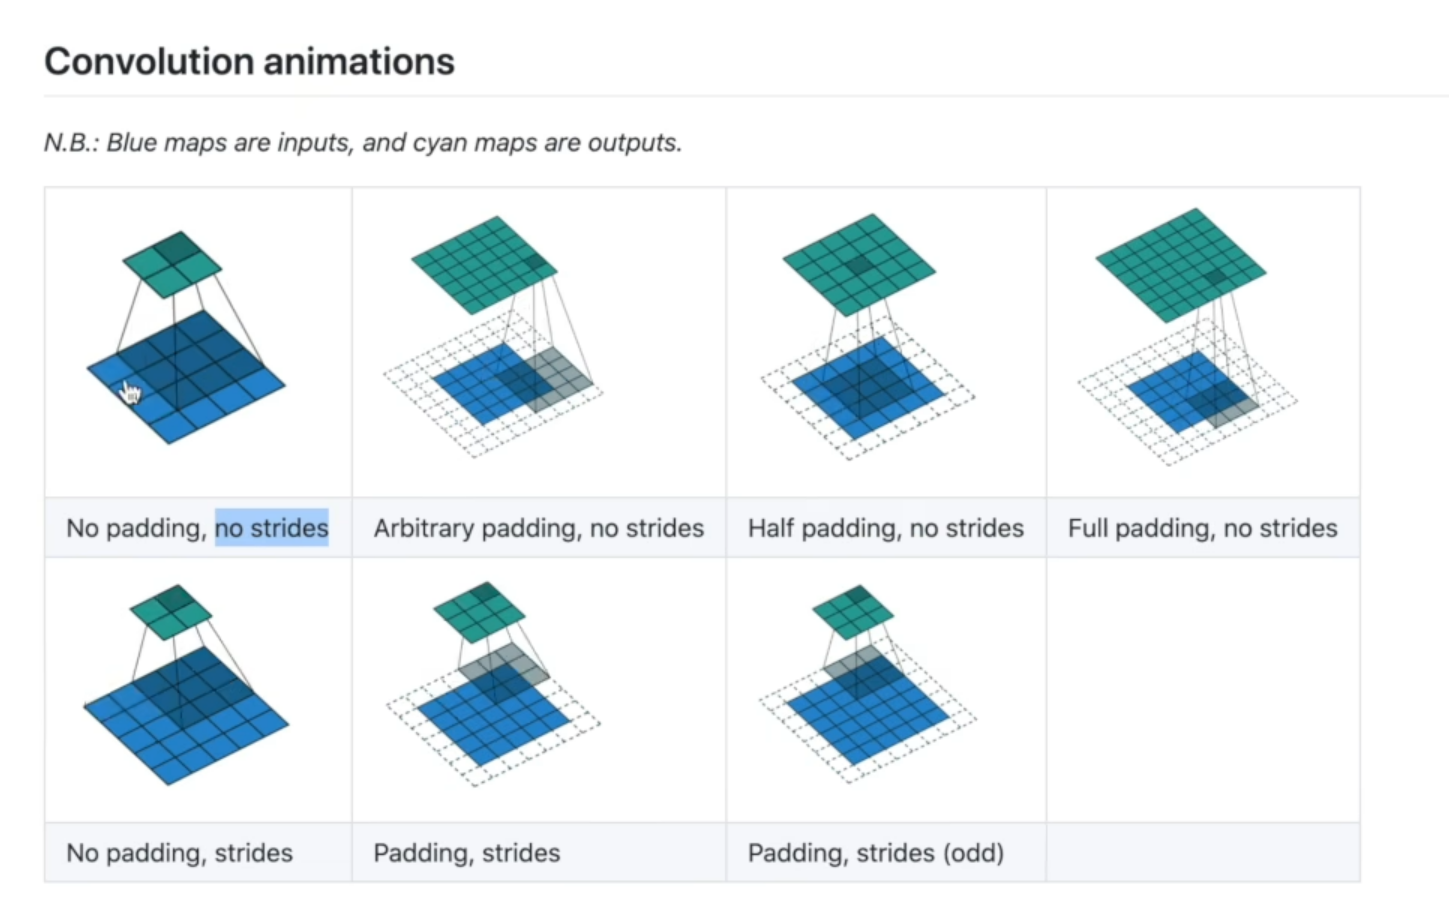 Convolution animations
N.B.: Blue maps are inputs, and cyan maps are outputs.
No padding, no strides
Arbitrary padding, no strides
Half padding, no strides
Full padding, no strides
No padding, strides
Padding, strides
Padding, strides (odd)